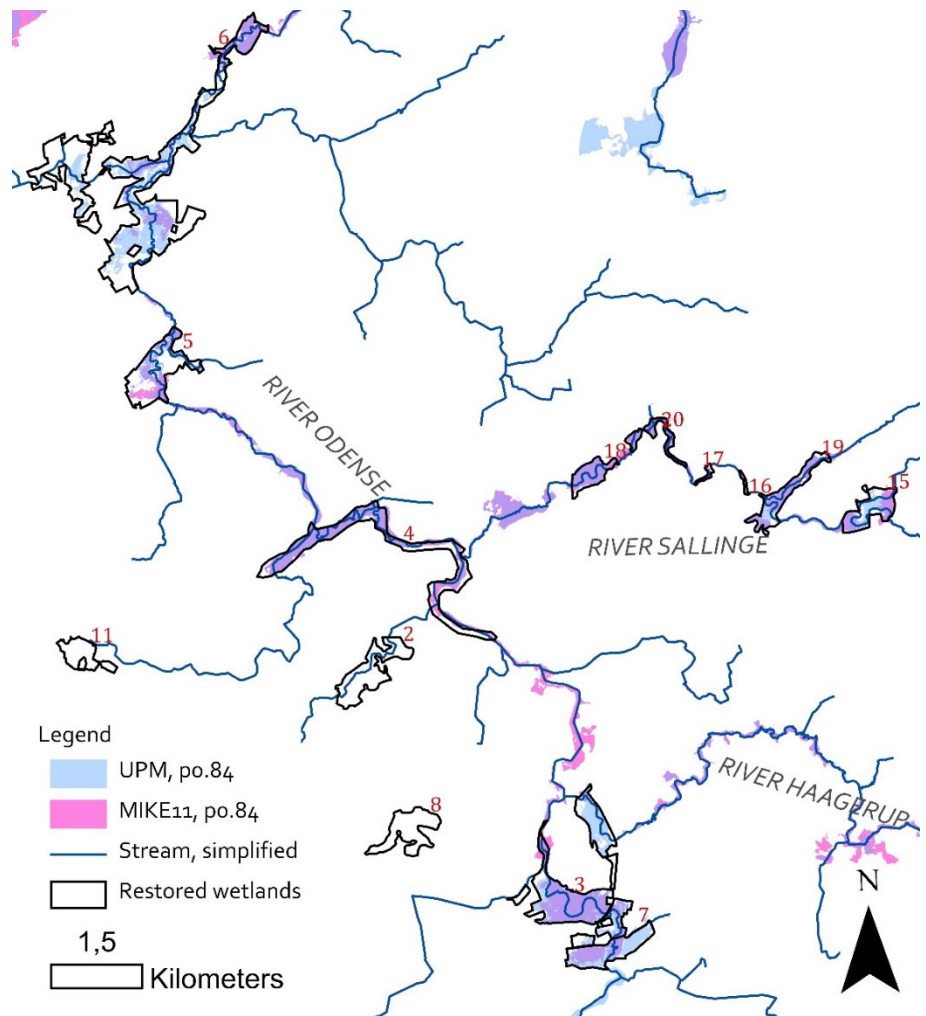 6
5
RIVER ODENSE
20
18
17
19
16
15
4
RIVER SALLINGE
11
2
Legend
UPM, po.84
MIKE11, po.84
Stream, simplified
Restored wetlands
1,5
Kilometers
8
RIVER HAAGERUP
3
7
N